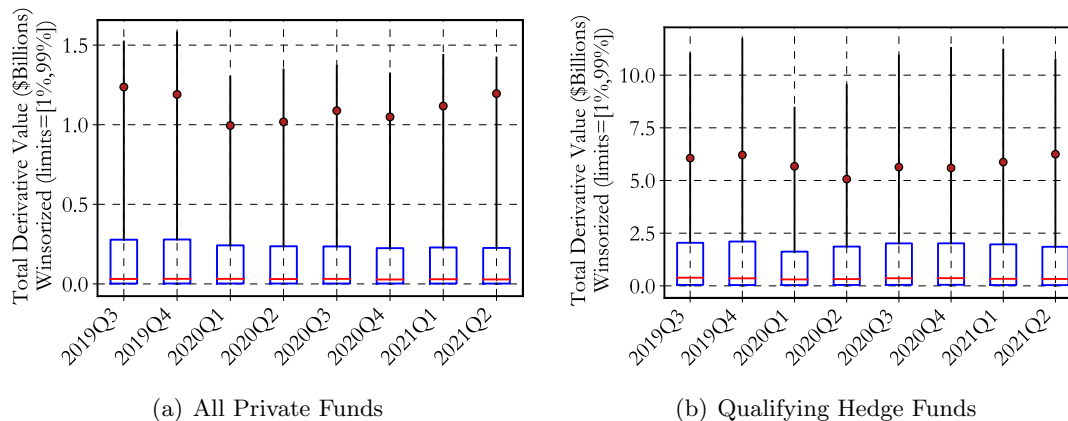 Total Derivative Value ($Billions)
Winsorized (limits=[1%,99%])
1.5
1.0
0.5
0.0
2019Q3
2019Q4
2020Q1
2020Q2
2020Q3
2020Q4
2021Q1
2021Q2
(a) All Private Funds
Total Derivative Value ($Billions)
Winsorized (limits=[1%,99%])
10.0
7.5
5.0
2.5
0.0
2019Q3
2019Q4
2020Q1
2020Q2
2020Q3
2020Q4
2021Q1
2021Q2
(b) Qualifying Hedge Funds